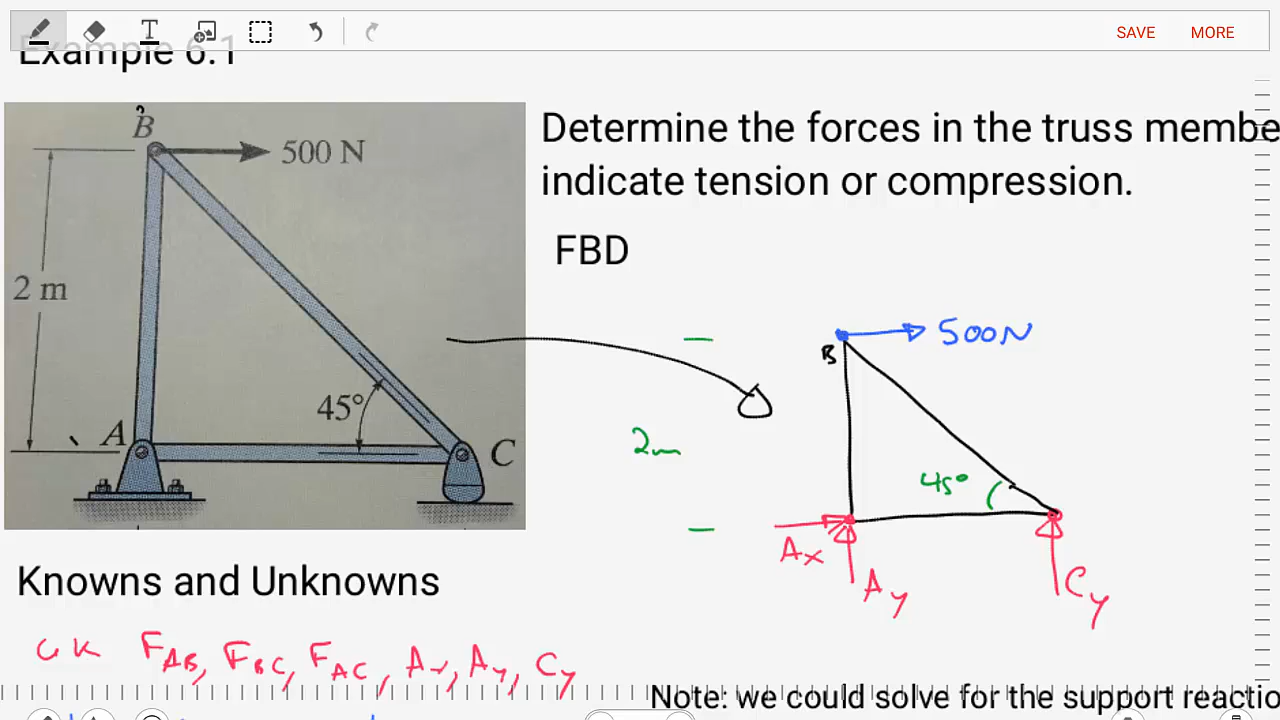 T
SAVE
MORE
Example 6.1
B
500 N
2 m
45°
A
C
Determine the forces in the truss membe
indicate tension or compression.
FBD
B
500N
2m
45°
Ax
Ay
Cy
Knowns and Unknowns
UK FAB, FBC, FAC, Ax, Ay, Cy
Note: we could solve for the support reactio